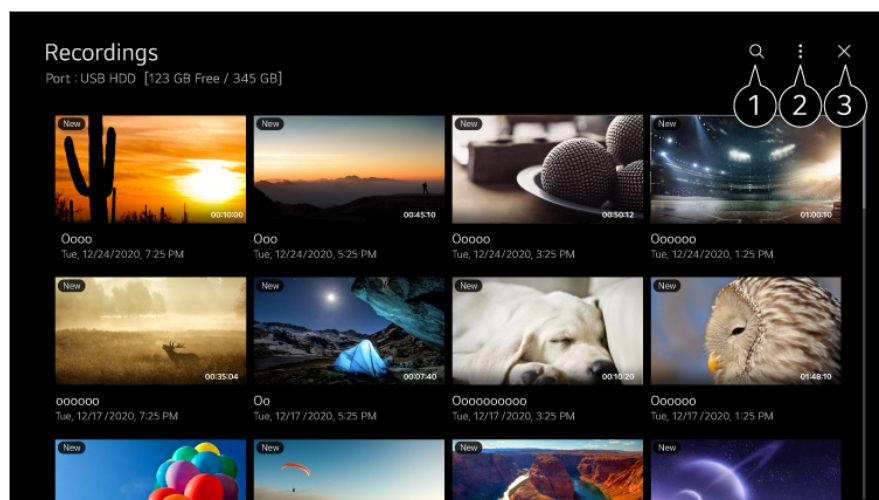 Recordings
Port : USB HDD [123 GB Free / 345 GB]
1 2 3
New New New New
00:10:00 00:45:10 00:50:12 01:00:10
Oooo Ooo Ooooo Oooooo
Tue, 12/24/2020, 7:25 PM Tue, 12/24/2020, 5:25 PM Tue, 12/24/2020, 3:25 PM Tue, 12/24/2020, 1:25 PM
New New New New
00:35:04 00:07:40 00:10:20 01:48:10
oooooo Oo Oooooooooo Oooooo
Tue, 12/17/2020, 7:25 PM Tue, 12/17/2020, 5:25 PM Tue, 12/17/2020, 3:25 PM Tue, 12/17/2020, 1:25 PM
New New New New